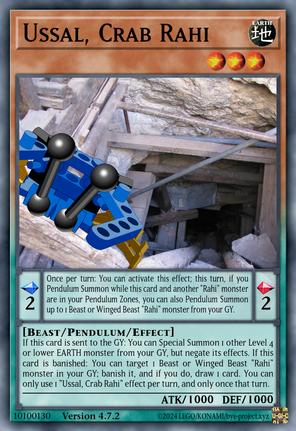 Ussal, Crab Rahi
EARTH
地
Once per turn: You can activate this effect; this turn, if you
Pendulum Summon while this card and another "Rahi" monster
are in your Pendulum Zones, you can also Pendulum Summon
up to 1 Beast or Winged Beast "Rahi" monster from your GY.
2
2
[Beast/Pendulum/Effect]
If this card is sent to the GY: You can Special Summon 1 other Level 4
or lower EARTH monster from your GY, but negate its effects. If this
card is banished: You can target 1 Beast or Winged Beast "Rahi"
monster in your GY; banish it, and if you do, draw 1 card. You can
only use 1 "Ussal, Crab Rahi" effect per turn, and only once that turn.
ATK/1000 DEF/1000
10100130 Version 4.7.2 ©2024 LEGO/KONAMI/bye-project.xyz